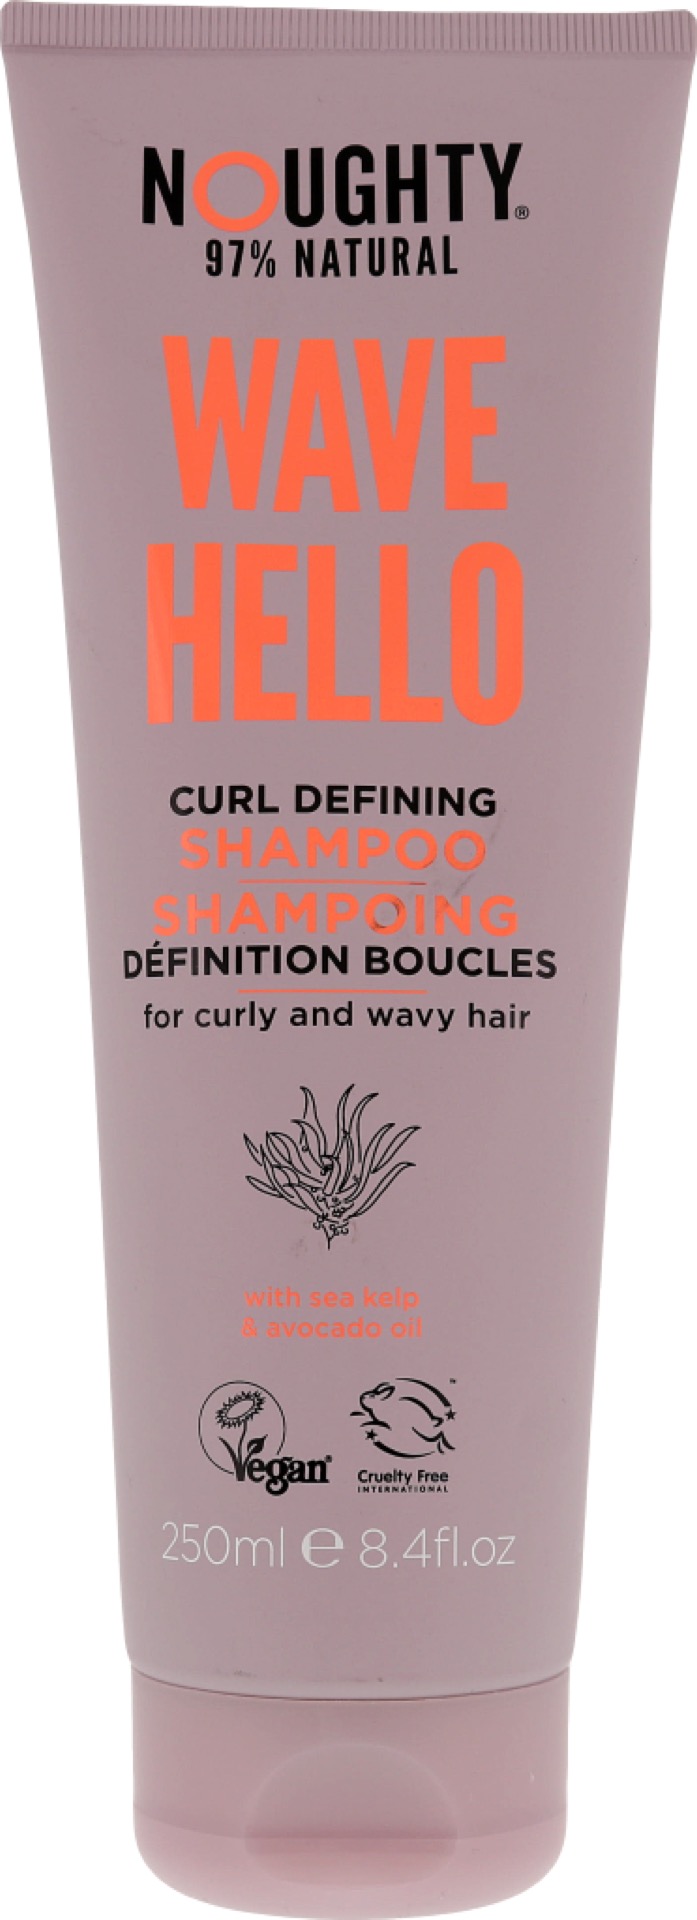 NOUGHTY®
97% NATURAL
WAVE
HELLO
CURL DEFINING
SHAMPOO
SHAMPOING
DÉFINITION BOUCLES
for curly and wavy hair
with sea kelp
& avocado oil
Vegan®
Cruelty Free ™
INTERNATIONAL
250ml ℮ 8.4fl.oz